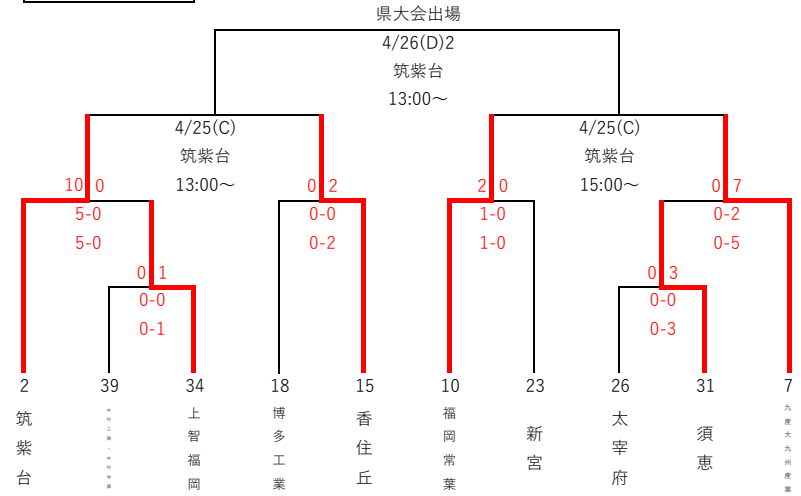 県大会出場
4/26(D)2
筑紫台
13:00～
4/25(C)
筑紫台
13:00～
4/25(C)
筑紫台
15:00～
10 0
5-0
5-0
0 2
0-0
0-2
2 0
1-0
1-0
0 7
0-2
0-5
0 1
0-0
0-1
0 3
0-0
0-3
2 39 34 18 15 10 23 26 31 7
筑紫台
上智福岡
博多工業
香住丘
福岡常葉
新宮
太宰府
須恵
九産大九州産業